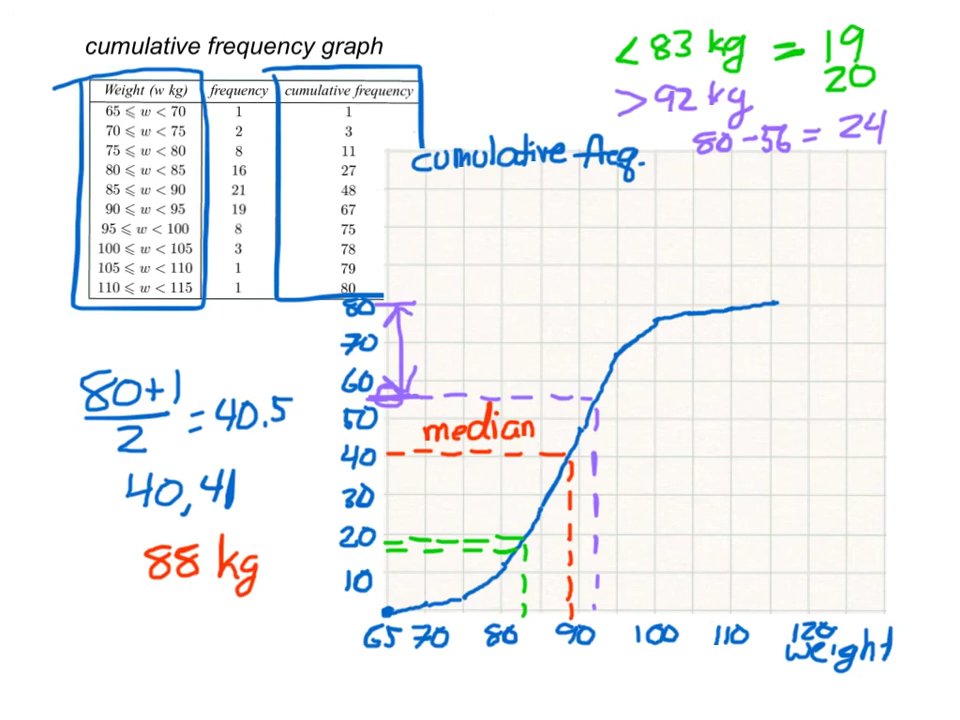 cumulative frequency graph
Weight (w kg) frequency cumulative frequency
65 ⩽ w < 70 1 1
70 ⩽ w < 75 2 3
75 ⩽ w < 80 8 11
80 ⩽ w < 85 16 27
85 ⩽ w < 90 21 48
90 ⩽ w < 95 19 67
95 ⩽ w < 100 8 75
100 ⩽ w < 105 3 78
105 ⩽ w < 110 1 79
110 ⩽ w < 115 1 80
<83 kg = 19
20
>92 kg
80-56 = 24
cumulative freq.
80
70
60
50
40
30
20
10
median
80+1
2
=40.5
40,41
88 kg
65 70 80 90 100 110 120
weight